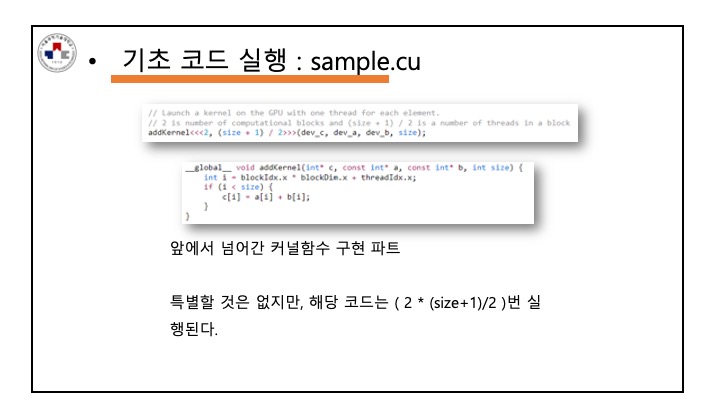 • 기초 코드 실행 : sample.cu
// Launch a kernel on the GPU with one thread for each element.
// 2 is number of computational blocks and (size + 1) / 2 is a number of threads in a block
addKernel<<<2, (size + 1) / 2>>>(dev_c, dev_a, dev_b, size);
__global__ void addKernel(int* c, const int* a, const int* b, int size) {
    int i = blockIdx.x * blockDim.x + threadIdx.x;
    if (i < size) {
        c[i] = a[i] + b[i];
    }
}
앞에서 넘어간 커널함수 구현 파트
특별할 것은 없지만, 해당 코드는 ( 2 * (size+1)/2 )번 실
행된다.